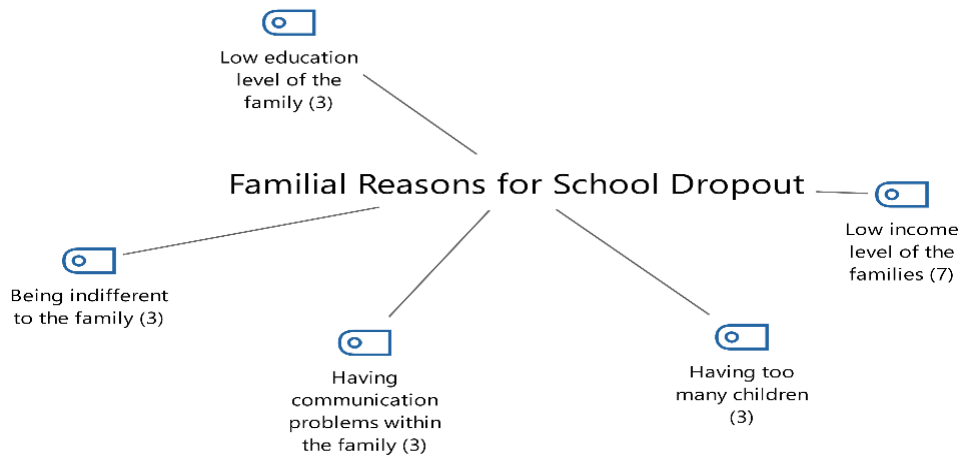 Low education
level of the
family (3)
Familial Reasons for School Dropout
Low income
level of the
families (7)
Being indifferent
to the family (3)
Having
communication
problems within
the family (3)
Having too
many children
(3)